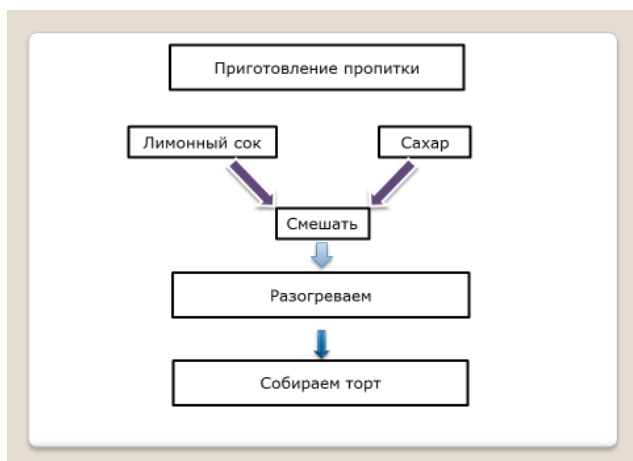 Приготовление пропитки
Лимонный сок
Сахар
Смешать
Разогреваем
Собираем торт